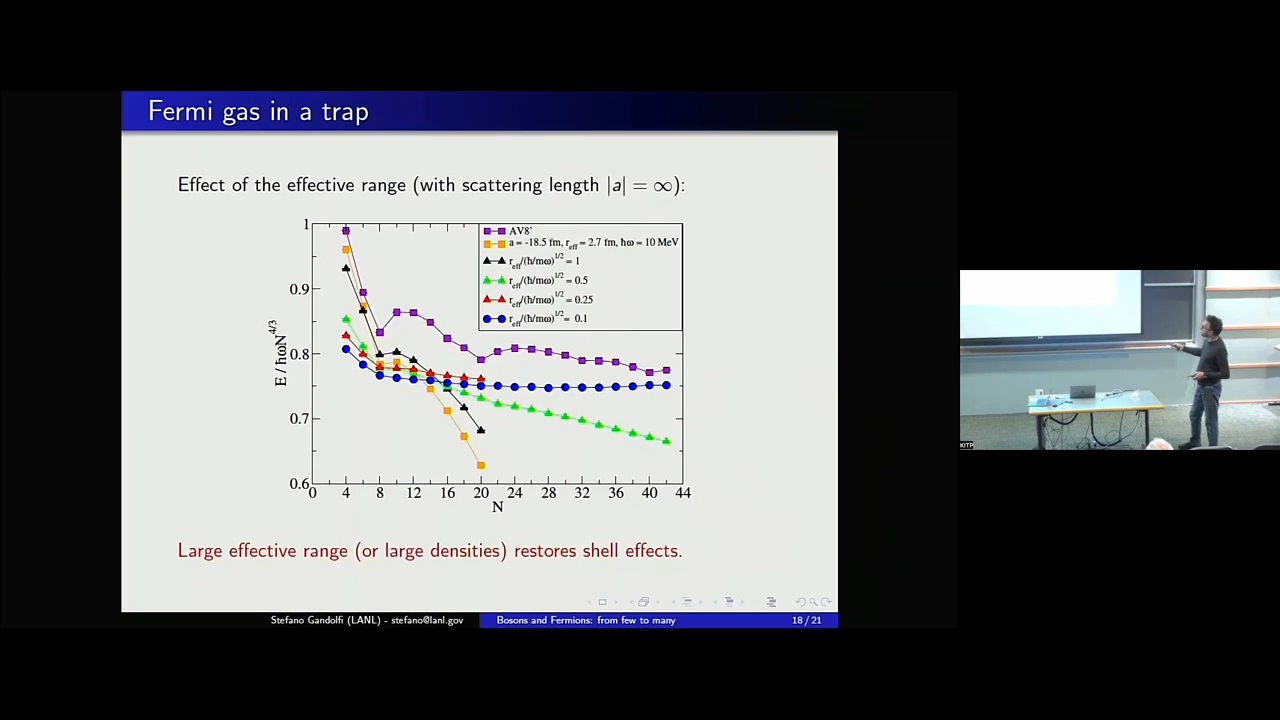 Fermi gas in a trap
Effect of the effective range (with scattering length |a| = ∞):
E / ħωN^4/3
1
0.9
0.8
0.7
0.6
AV8'
a = -18.5 fm, r_eff = 2.7 fm, ħω = 10 MeV
r_eff/(ħ/mω)^1/2 = 1
r_eff/(ħ/mω)^1/2 = 0.5
r_eff/(ħ/mω)^1/2 = 0.25
r_eff/(ħ/mω)^1/2 = 0.1
0 4 8 12 16 20 24 28 32 36 40 44
N
Large effective range (or large densities) restores shell effects.
Stefano Gandolfi (LANL) - stefano@lanl.gov Bosons and Fermions: from few to many 18 / 21
KITP